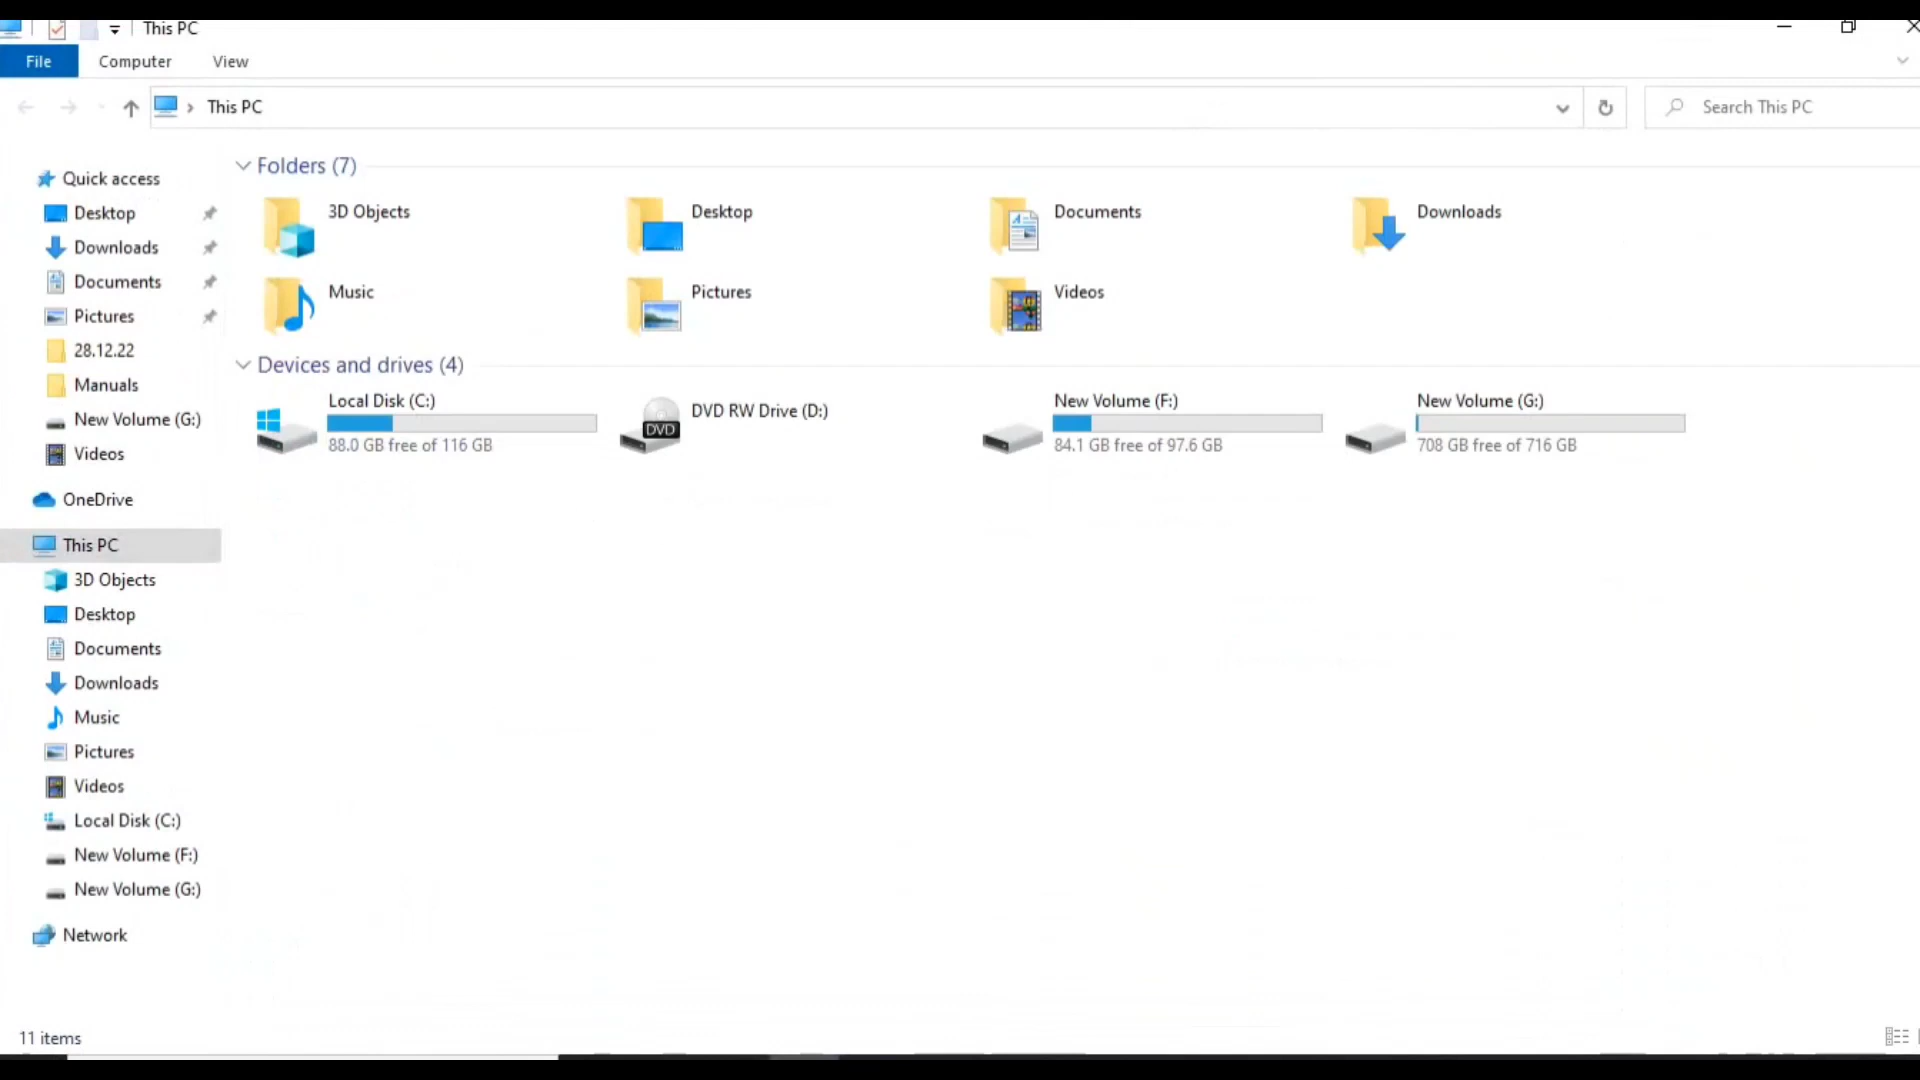 This PC
File
Computer
View
This PC
Search This PC
Quick access
Desktop
Downloads
Documents
Pictures
28.12.22
Manuals
New Volume (G:)
Videos
OneDrive
This PC
3D Objects
Desktop
Documents
Downloads
Music
Pictures
Videos
Local Disk (C:)
New Volume (F:)
New Volume (G:)
Network
Folders (7)
3D Objects
Desktop
Documents
Downloads
Music
Pictures
Videos
Devices and drives (4)
Local Disk (C:)
88.0 GB free of 116 GB
DVD
DVD RW Drive (D:)
New Volume (F:)
84.1 GB free of 97.6 GB
New Volume (G:)
708 GB free of 716 GB
11 items